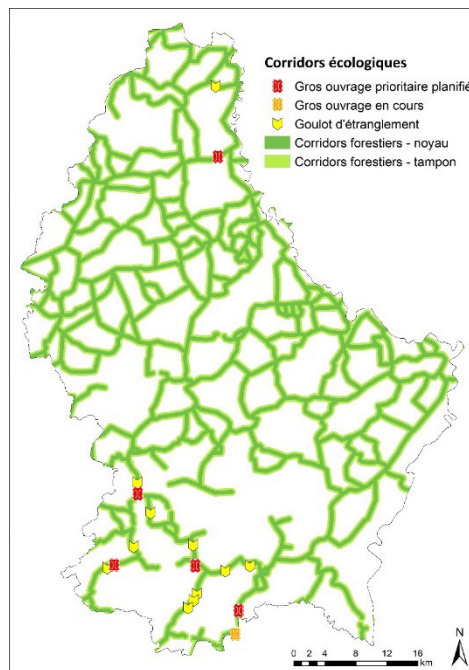 Corridors écologiques
Gros ouvrage prioritaire planifié
Gros ouvrage en cours
Goulot d'étranglement
Corridors forestiers - noyau
Corridors forestiers - tampon
N
0 2 4 8 12 16
km